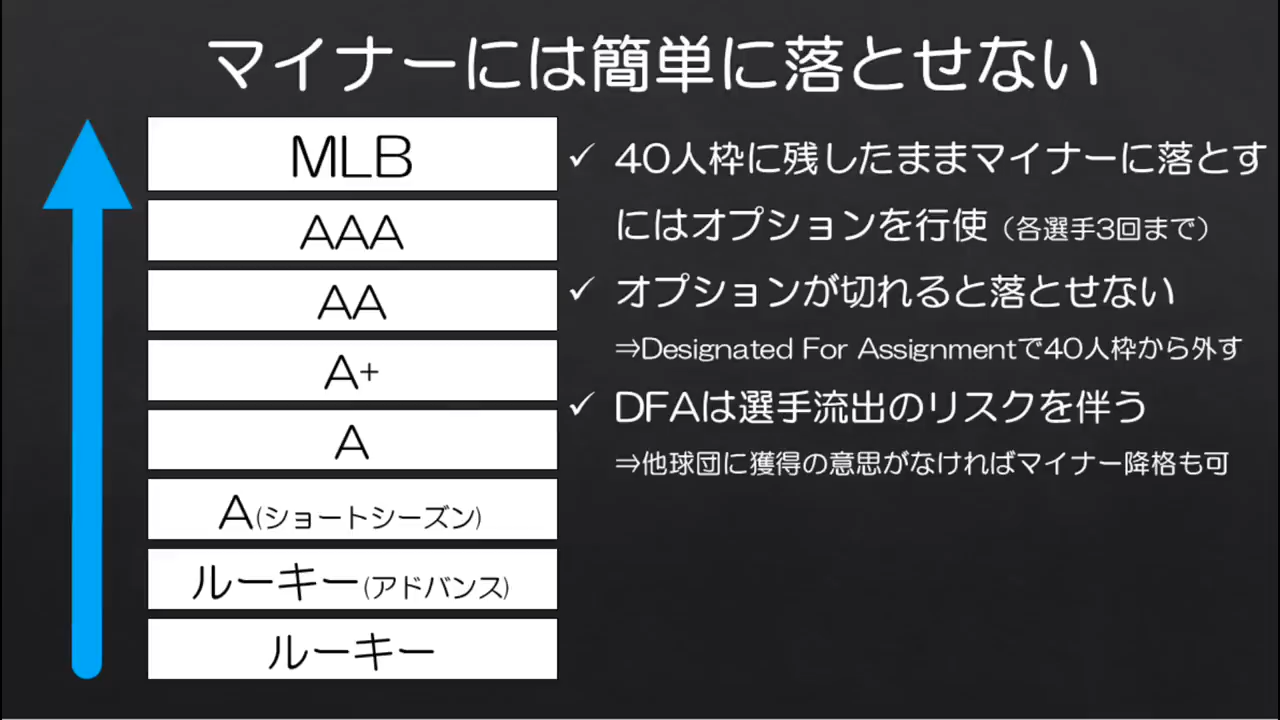 マイナーには簡単に落とせない
MLB
AAA
AA
A+
A
A(ショートシーズン)
ルーキー(アドバンス)
ルーキー
✓ 40人枠に残したままマイナーに落とす
にはオプションを行使（各選手3回まで）
✓ オプションが切れると落とせない
⇒Designated For Assignmentで40人枠から外す
✓ DFAは選手流出のリスクを伴う
⇒他球団に獲得の意思がなければマイナー降格も可